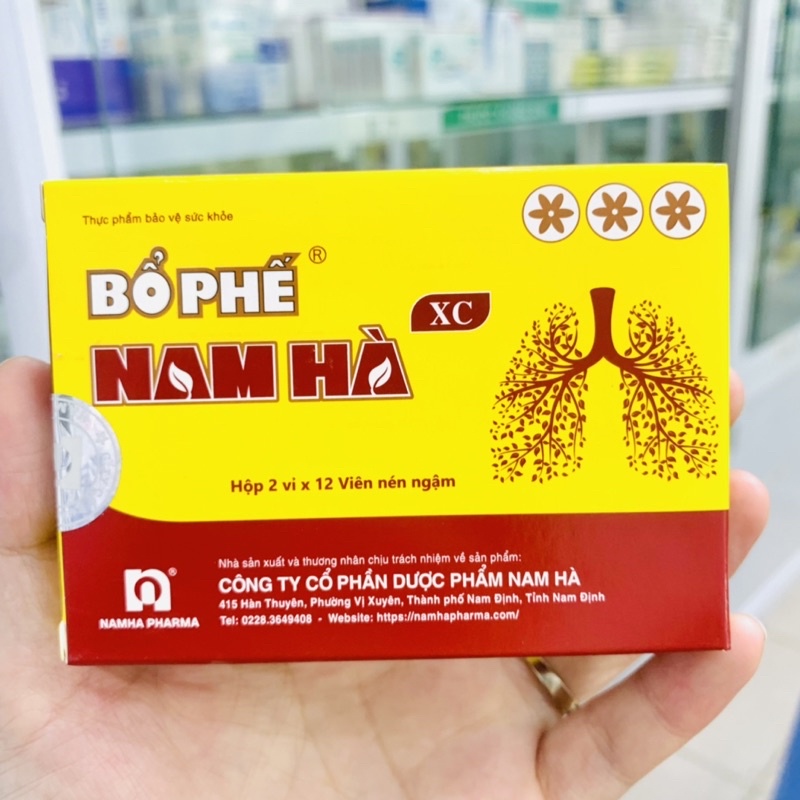 Thực phẩm bảo vệ sức khỏe
BỔ PHẾ ®
NAM HÀ XC
Hộp 2 vỉ x 12 Viên nén ngậm
Nhà sản xuất và thương nhân chịu trách nhiệm về sản phẩm:
CÔNG TY CỔ PHẦN DƯỢC PHẨM NAM HÀ
415 Hàn Thuyên, Phường Vị Xuyên, Thành phố Nam Định, Tỉnh Nam Định
Tel: 0228.3649408 - Website: https://namhapharma.com/
n ®
NAMHA PHARMA